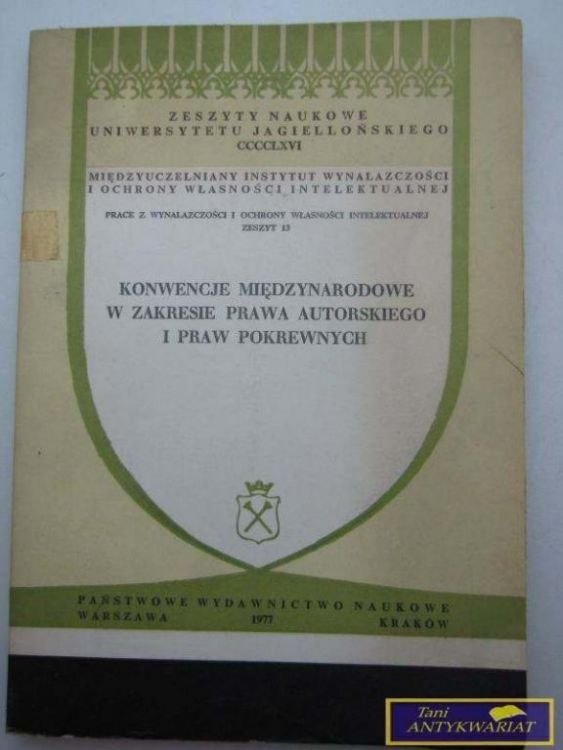 ZESZYTY NAUKOWE
UNIWERSYTETU JAGIELLOŃSKIEGO
CCCCLXVI
MIĘDZYUCZELNIANY INSTYTUT WYNALAZCZOŚCI
I OCHRONY WŁASNOŚCI INTELEKTUALNEJ
PRACE Z WYNALAZCZOŚCI I OCHRONY WŁASNOŚCI INTELEKTUALNEJ
ZESZYT 13
KONWENCJE MIĘDZYNARODOWE
W ZAKRESIE PRAWA AUTORSKIEGO
I PRAW POKREWNYCH
PAŃSTWOWE WYDAWNICTWO NAUKOWE
WARSZAWA 1977 KRAKÓW
Tani
ANTYKWARIAT